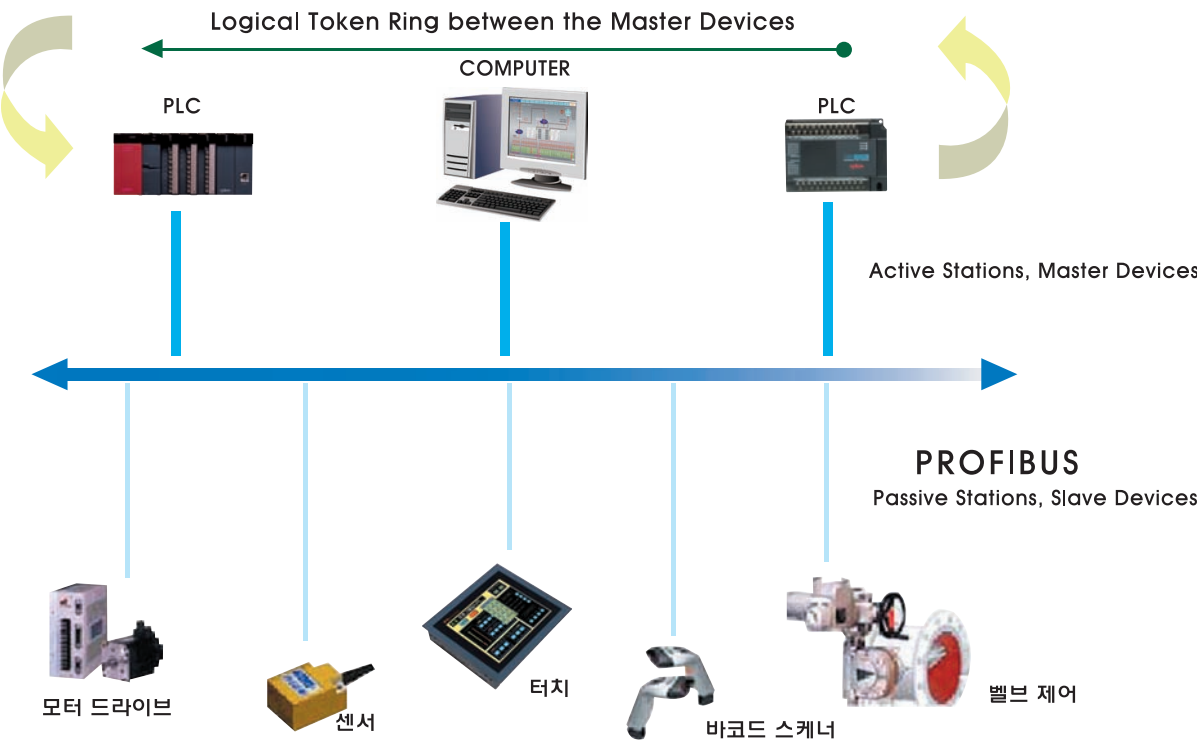 Logical Token Ring between the Master Devices
COMPUTER
PLC
PLC
Active Stations, Master Devices
PROFIBUS
Passive Stations, Slave Devices
모터 드라이브
센서
터치
바코드 스케너
벨브 제어